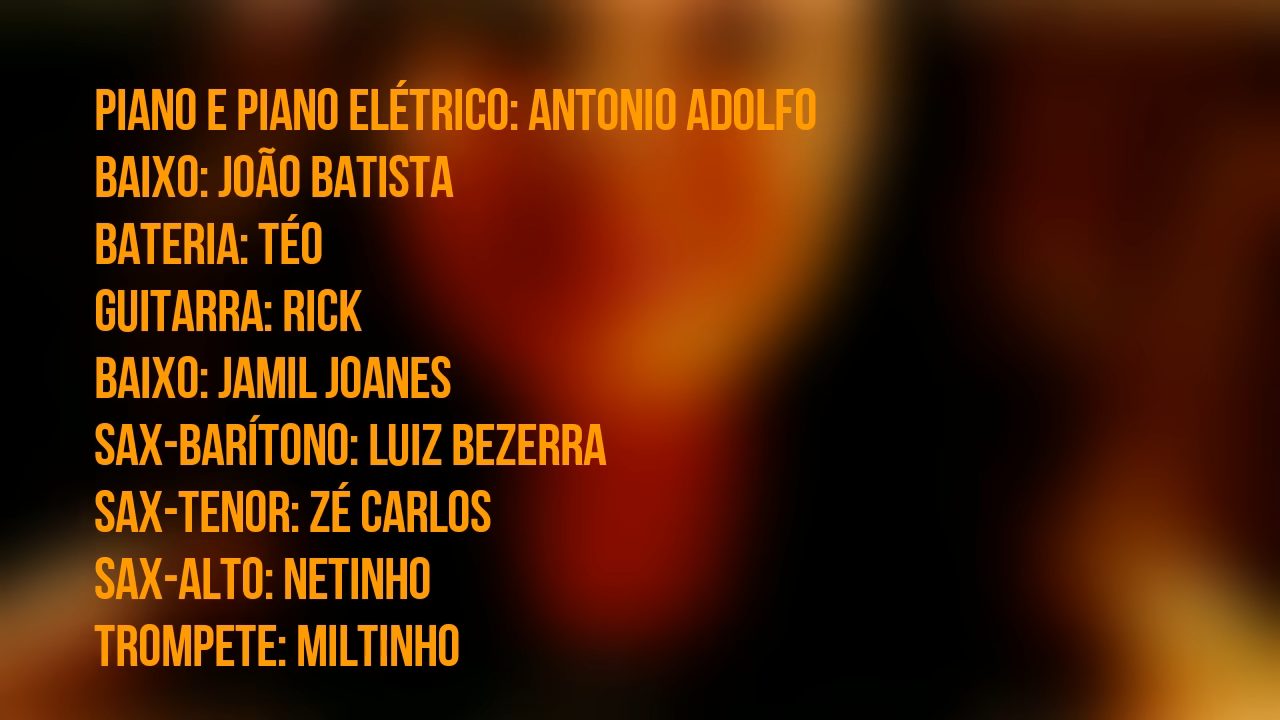 PIANO E PIANO ELÉTRICO: ANTONIO ADOLFO
BAIXO: JOÃO BATISTA
BATERIA: TÉO
GUITARRA: RICK
BAIXO: JAMIL JOANES
SAX-BARÍTONO: LUIZ BEZERRA
SAX-TENOR: ZÉ CARLOS
SAX-ALTO: NETINHO
TROMPETE: MILTINHO